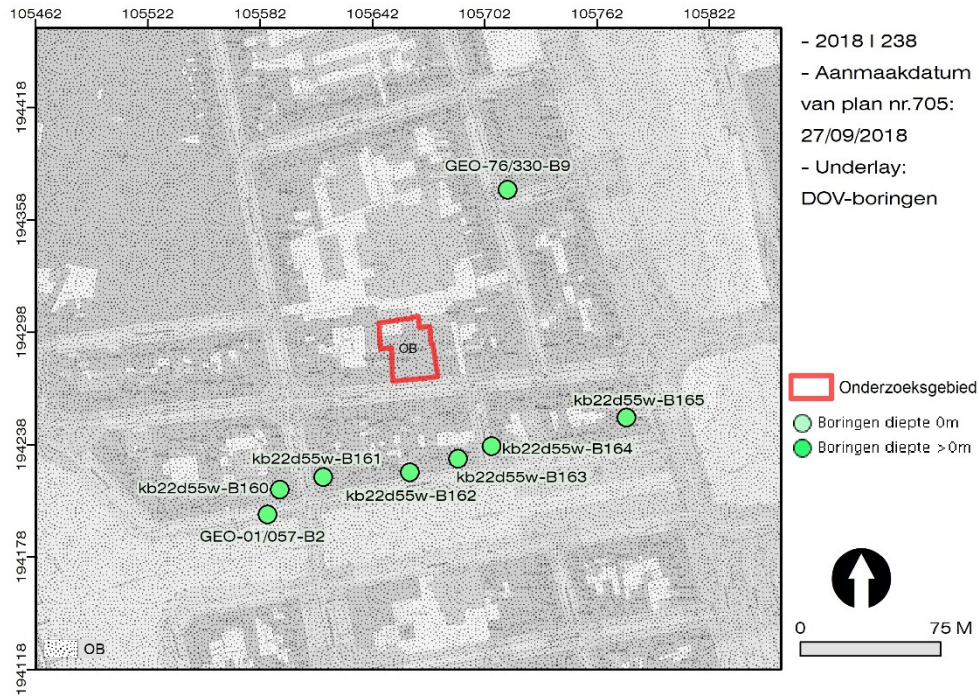 105462 105522 105582 105642 105702 105762 105822
194418
194358
194298
194238
194178
194118
GEO-76/330-B9
OB
kb22d55w-B165
kb22d55w-B164
kb22d55w-B161
kb22d55w-B163
kb22d55w-B160
kb22d55w-B162
GEO-01/057-B2
OB
- 2018 I 238
- Aanmaakdatum
van plan nr.705:
27/09/2018
- Underlay:
DOV-boringen
Onderzoeksgebied
Boringen diepte 0m
Boringen diepte >0m
0 75 M